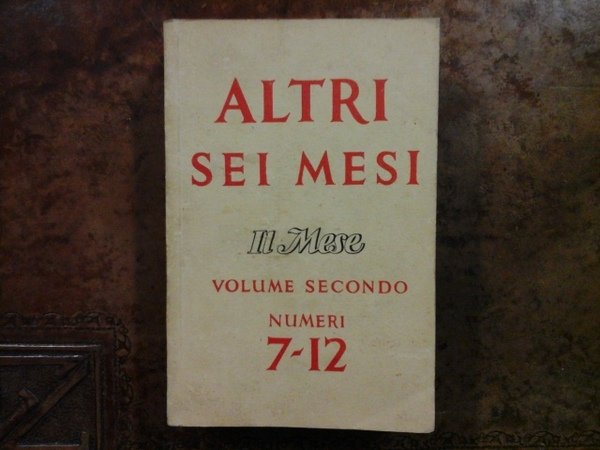 ALTRI
SEI MESI
Il Mese
VOLUME SECONDO
NUMERI
7-12